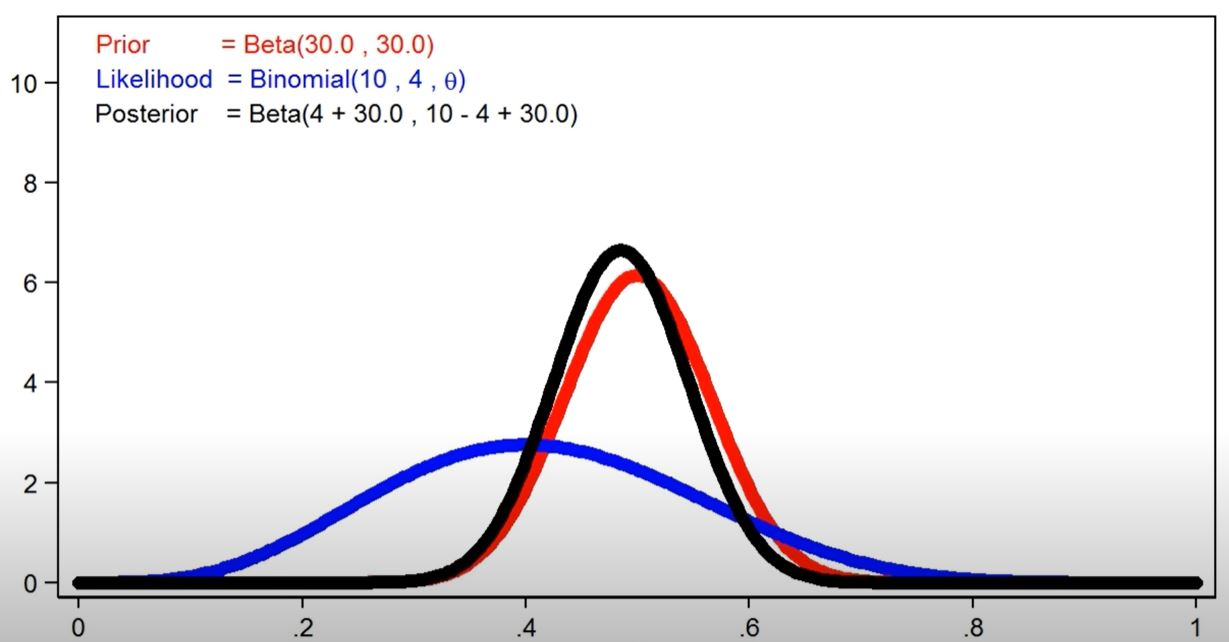 Prior = Beta(30.0 , 30.0)
Likelihood = Binomial(10 , 4 , θ)
Posterior = Beta(4 + 30.0 , 10 - 4 + 30.0)
10
8
6
4
2
0
0 .2 .4 .6 .8 1